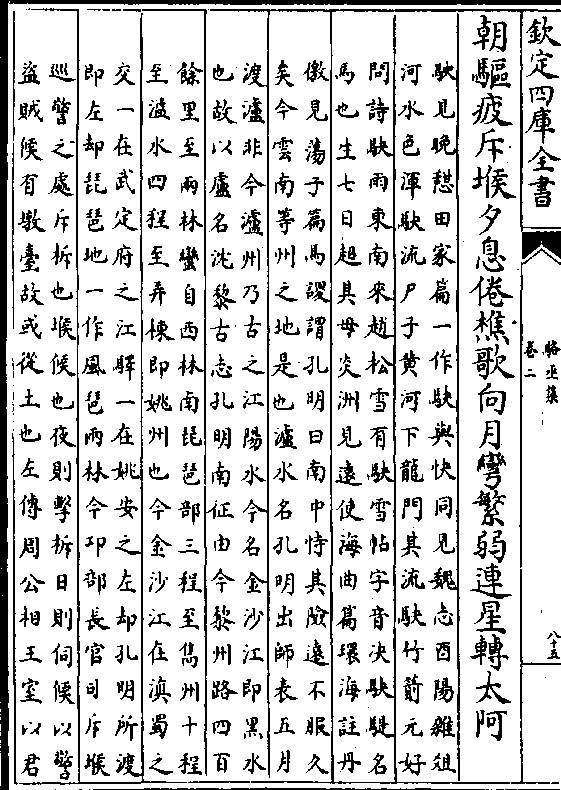 欽定四庫全書
駱丞集
卷二
八十五
朝驅疲斥堠夕息倦樵歌向月彎繁弱連星轉太阿
駃見晚憇田家篇一作駃與快同見魏志酉陽雜俎
河水色渾駃流尸子黄河下龍門其流駃竹箭元好
問詩駃雨東南來趙松雪有駃雪帖字音决駃騠名
馬也生七日超其母炎洲見遠使海曲篇環海註丹
徼見蕩子篇馬謖謂孔明曰南中恃其險遠不服久
矣今雲南等州之地是也瀘水名孔明出師表五月
渡瀘非今瀘州乃古之江陽水今名金沙江即黑水
也故以盧名沈黎古志孔明南征由今黎州路四百
餘里至兩林蠻自西林南琵琶部三程至雋州十程
至瀘水四程至弄棟即姚州也今金沙江在滇蜀之
交一在武定府之江驛一在姚安之左却孔明所渡
即左却琵琶地一作風琶兩林今邛部長官司斥堠
巡警之處斥柝也堠候也夜則擊柝日則伺候以警
盜賊候有墩臺故或從土也左傳周公相王室以君